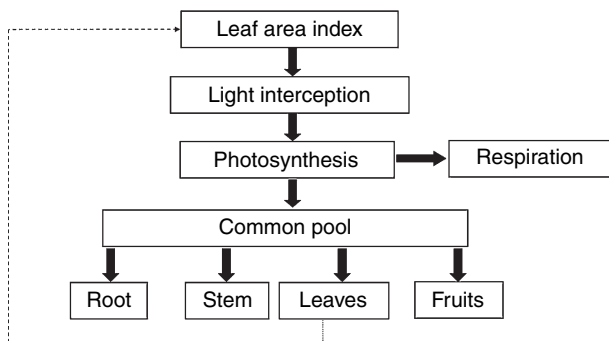 Leaf area index
Light interception
Photosynthesis
Respiration
Common pool
Root
Stem
Leaves
Fruits